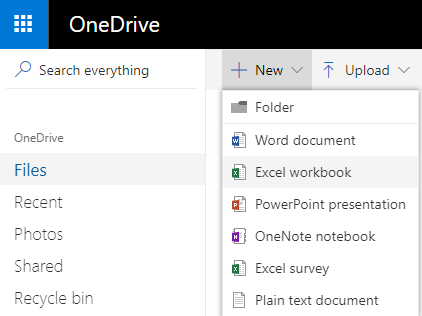 OneDrive
Search everything
New
Upload
OneDrive
Files
Recent
Photos
Shared
Recycle bin
Folder
Word document
Excel workbook
PowerPoint presentation
OneNote notebook
Excel survey
Plain text document